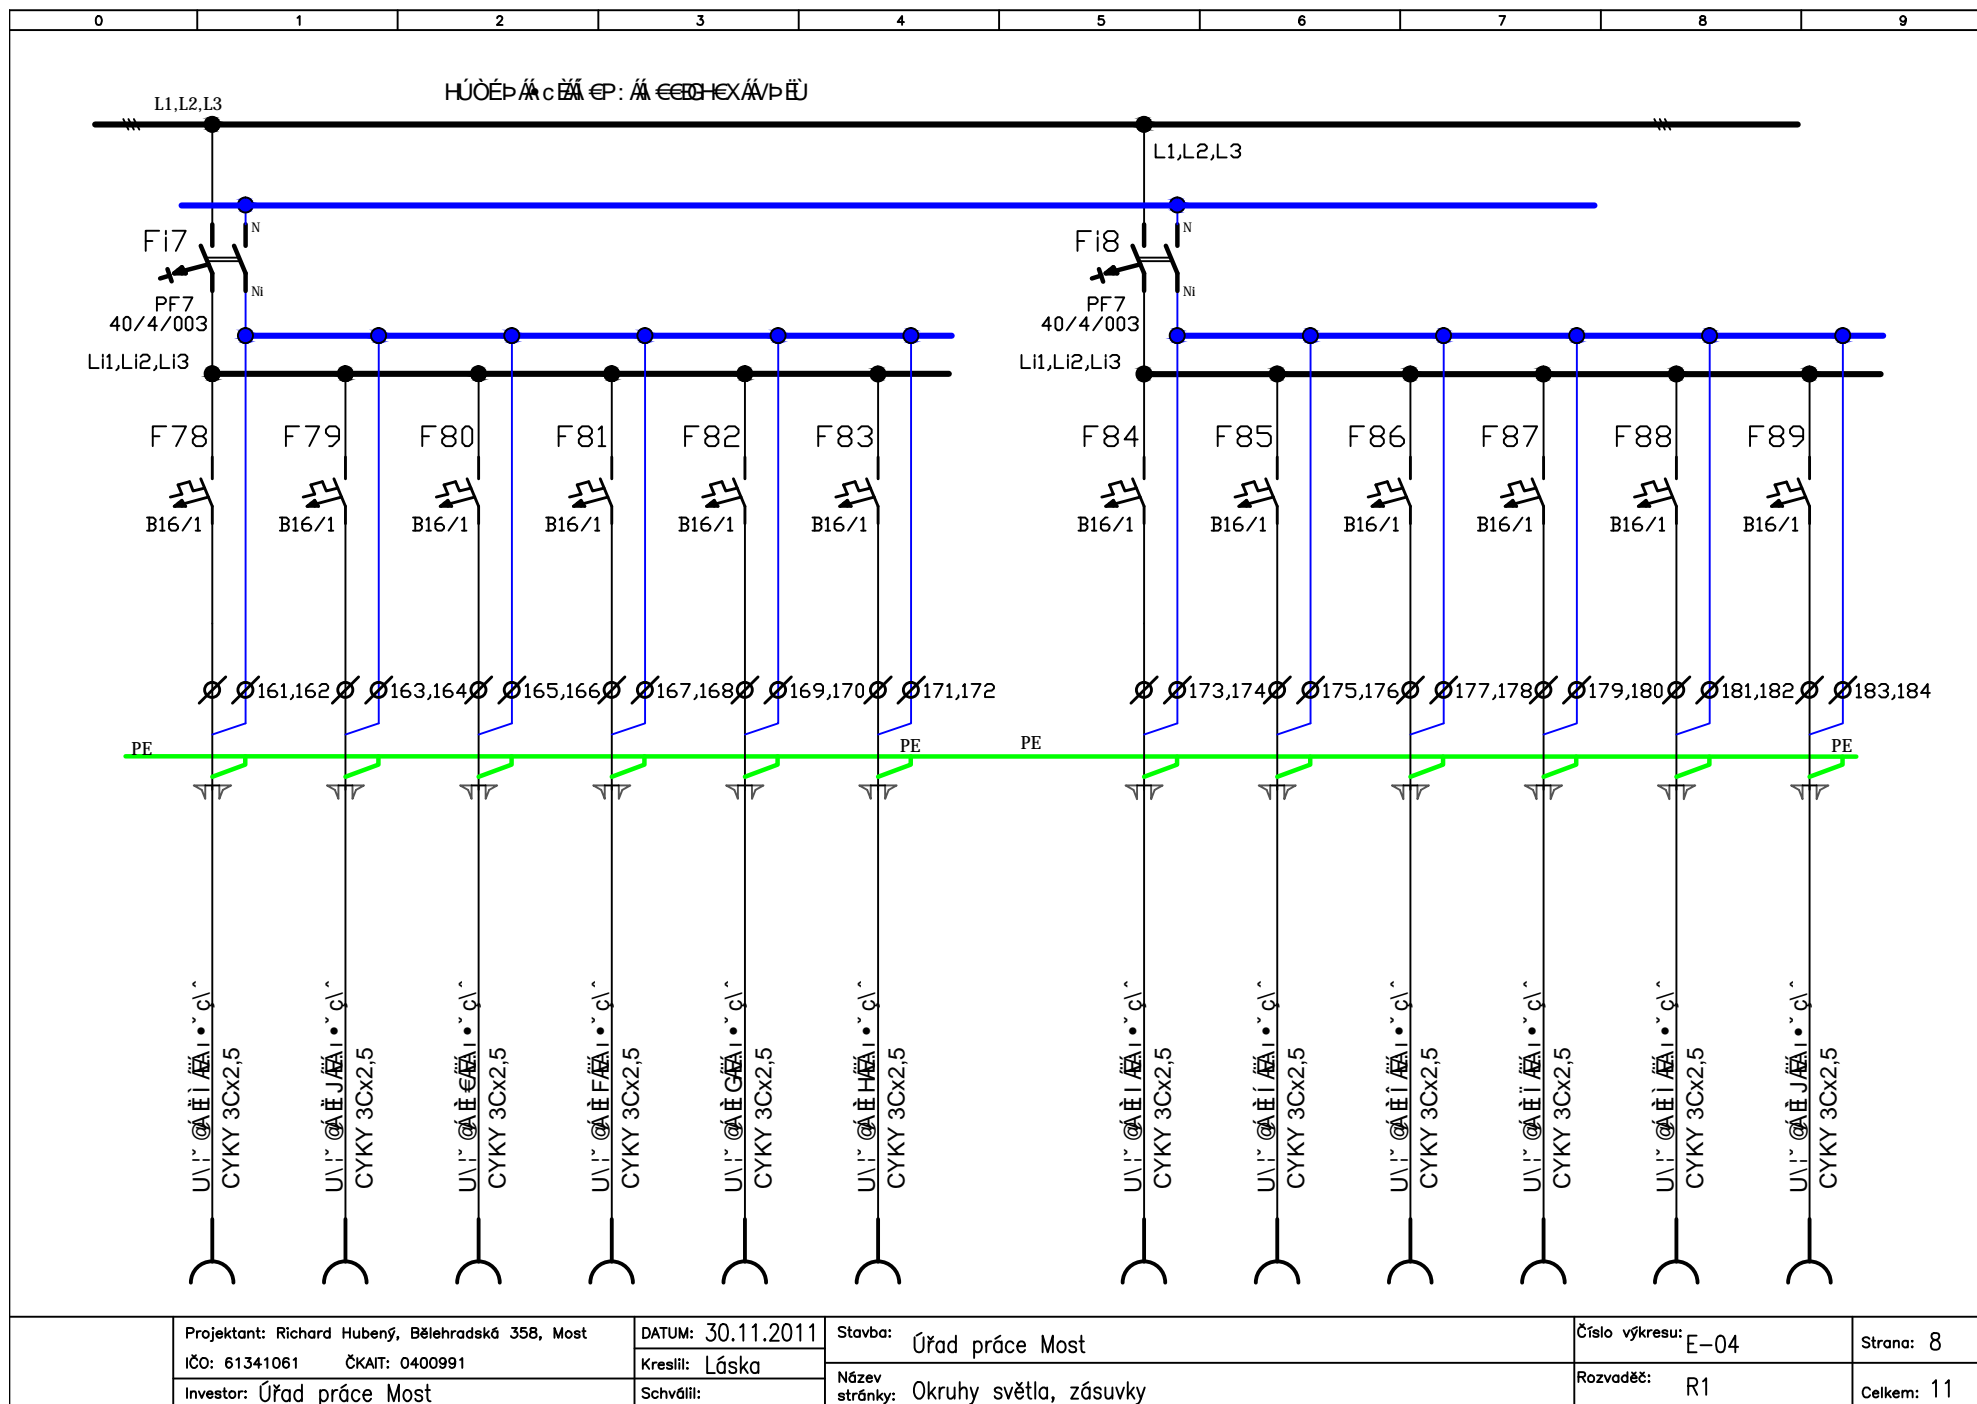 0 1 2 3 4 5 6 7 8 9
L1,L2,L3
L1,L2,L3
N N
Fi7 Fi8
Ni Ni
PF7 PF7
40/4/003 40/4/003
Li1,Li2,Li3 Li1,Li2,Li3
F78 F79 F80 F81 F82 F83 F84 F85 F86 F87 F88 F89
B16/1 B16/1 B16/1 B16/1 B16/1 B16/1 B16/1 B16/1 B16/1 B16/1 B16/1 B16/1
161,162 163,164 165,166 167,168 169,170 171,172 173,174 175,176 177,178 179,180 181,182 183,184
PE PE PE PE
CYKY 3Cx2,5
CYKY 3Cx2,5
CYKY 3Cx2,5
CYKY 3Cx2,5
CYKY 3Cx2,5
CYKY 3Cx2,5
CYKY 3Cx2,5
CYKY 3Cx2,5
CYKY 3Cx2,5
CYKY 3Cx2,5
CYKY 3Cx2,5
CYKY 3Cx2,5
Projektant: Richard Hubený, Bělehradská 358, Most
IČO: 61341061 ČKAIT: 0400991
Investor: Úřad práce Most
DATUM: 30.11.2011
Kreslil: Láska
Schválil:
Stavba: Úřad práce Most
Název stránky: Okruhy světla, zásuvky
Číslo výkresu: E-04
Rozvaděč: R1
Strana: 8
Celkem: 11